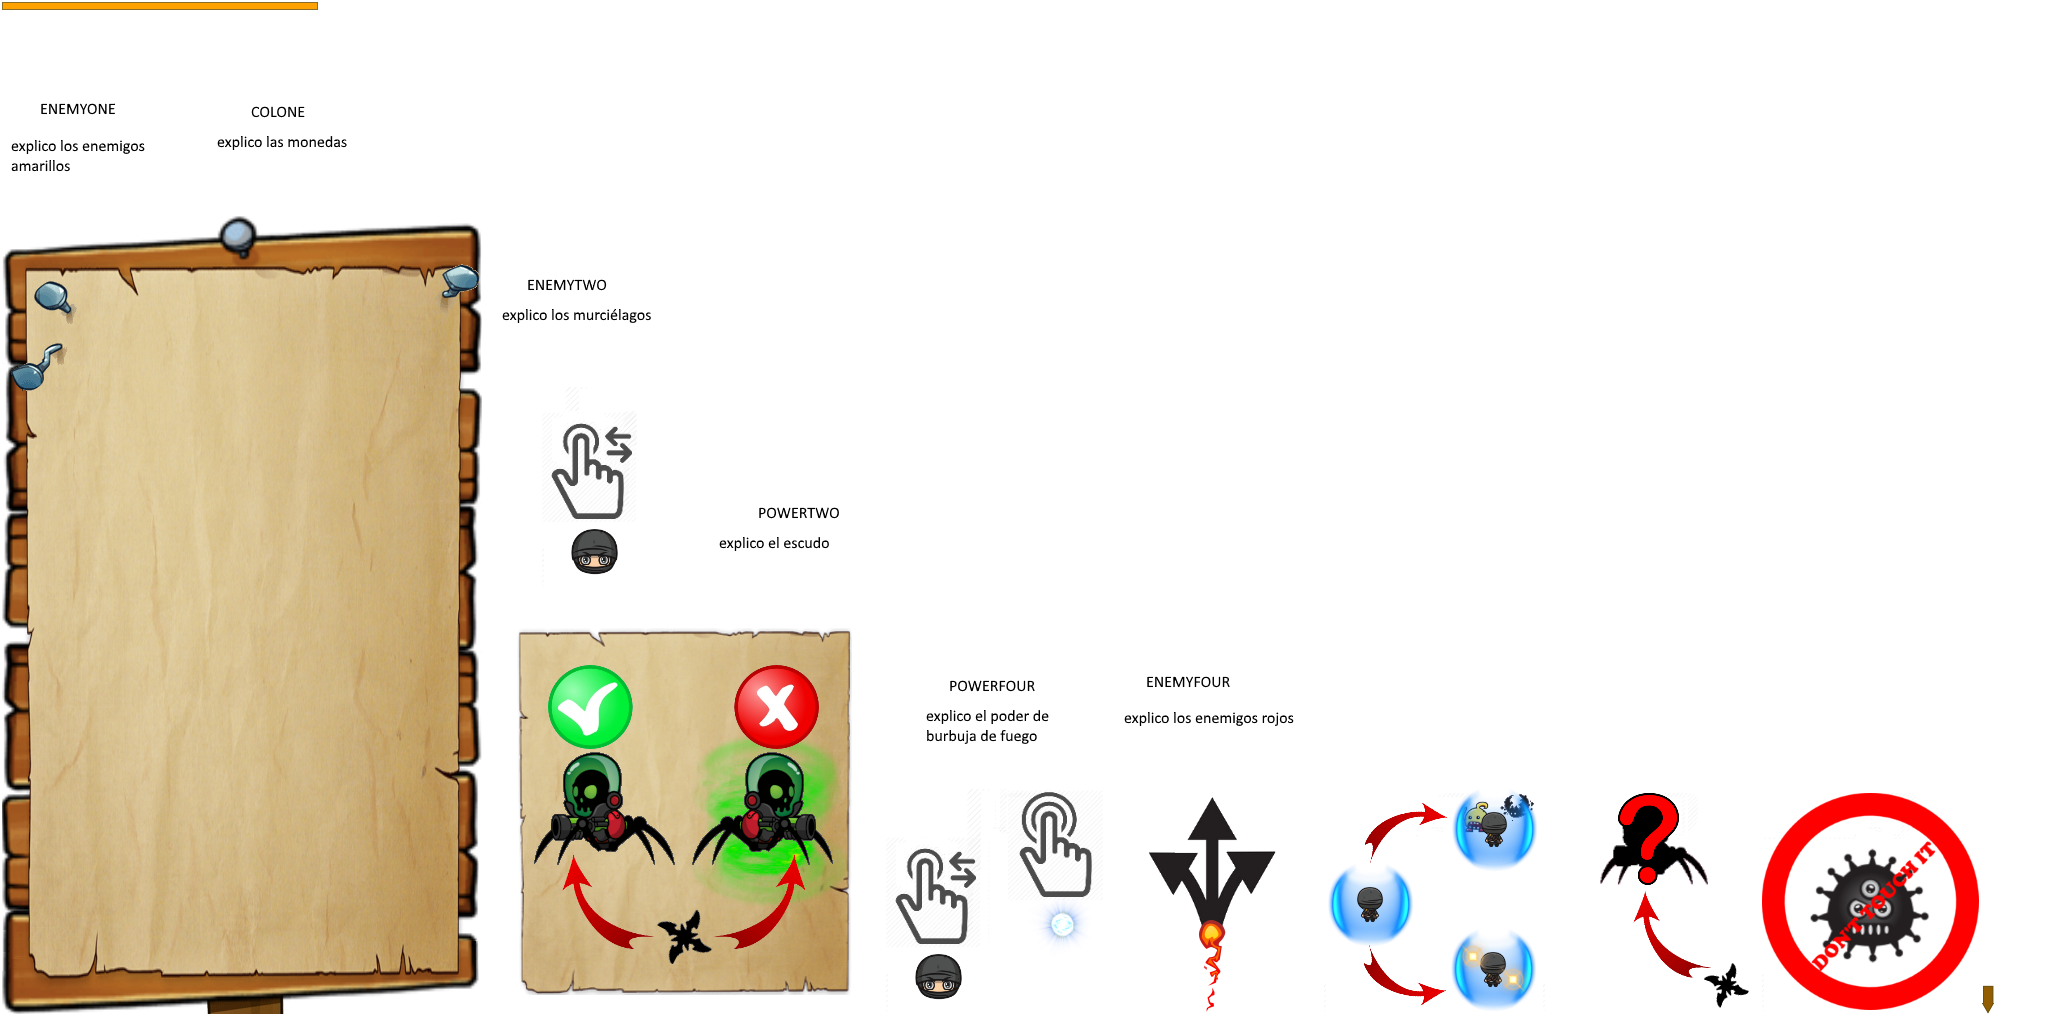 ENEMYONE
explico los enemigos
amarillos
COLONE
explico las monedas
ENEMYTWO
explico los murciélagos
POWERTWO
explico el escudo
POWERFOUR
explico el poder de
burbuja de fuego
ENEMYFOUR
explico los enemigos rojos
?
DON'T TOUCH IT